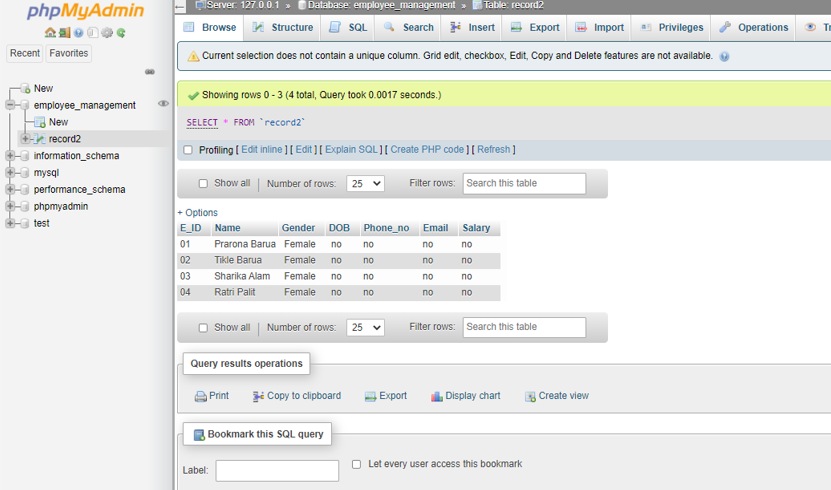 phpMyAdmin
Recent Favorites
New
employee_management
New
record2
information_schema
mysql
performance_schema
phpmyadmin
test
Server: 127.0.0.1 » Database: employee_management » Table: record2
Browse Structure SQL Search Insert Export Import Privileges Operations
Current selection does not contain a unique column. Grid edit, checkbox, Edit, Copy and Delete features are not available.
Showing rows 0 - 3 (4 total, Query took 0.0017 seconds.)
SELECT * FROM `record2`
Profiling [ Edit inline ] [ Edit ] [ Explain SQL ] [ Create PHP code ] [ Refresh ]
Show all | Number of rows: 25 Filter rows: Search this table
+ Options
E_ID Name Gender DOB Phone_no Email Salary
01 Prarona Barua Female no no no no
02 Tikle Barua Female no no no no
03 Sharika Alam Female no no no no
04 Ratri Palit Female no no no no
Show all | Number of rows: 25 Filter rows: Search this table
Query results operations
Print Copy to clipboard Export Display chart Create view
Bookmark this SQL query
Label: Let every user access this bookmark